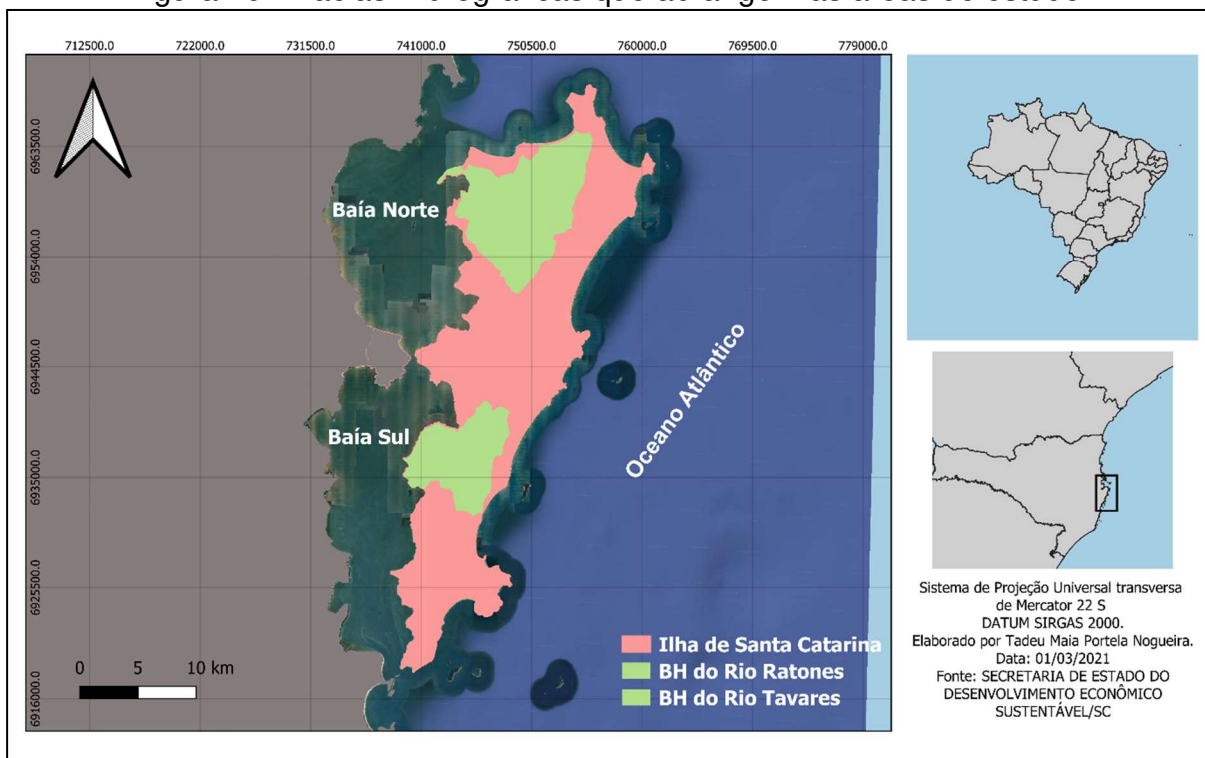 712500.0 722000.0 731500.0 741000.0 750500.0 760000.0 769500.0 779000.0
6963500.0
6954000.0
6944500.0
6935000.0
6925500.0
6916000.0
Baía Norte
Baía Sul
Oceano Atlântico
0 5 10 km
Ilha de Santa Catarina
BH do Rio Ratones
BH do Rio Tavares
Sistema de Projeção Universal transversa
de Mercator 22 S
DATUM SIRGAS 2000.
Elaborado por Tadeu Maia Portela Nogueira.
Data: 01/03/2021
Fonte: SECRETARIA DE ESTADO DO
DESENVOLVIMENTO ECONÔMICO
SUSTENTÁVEL/SC